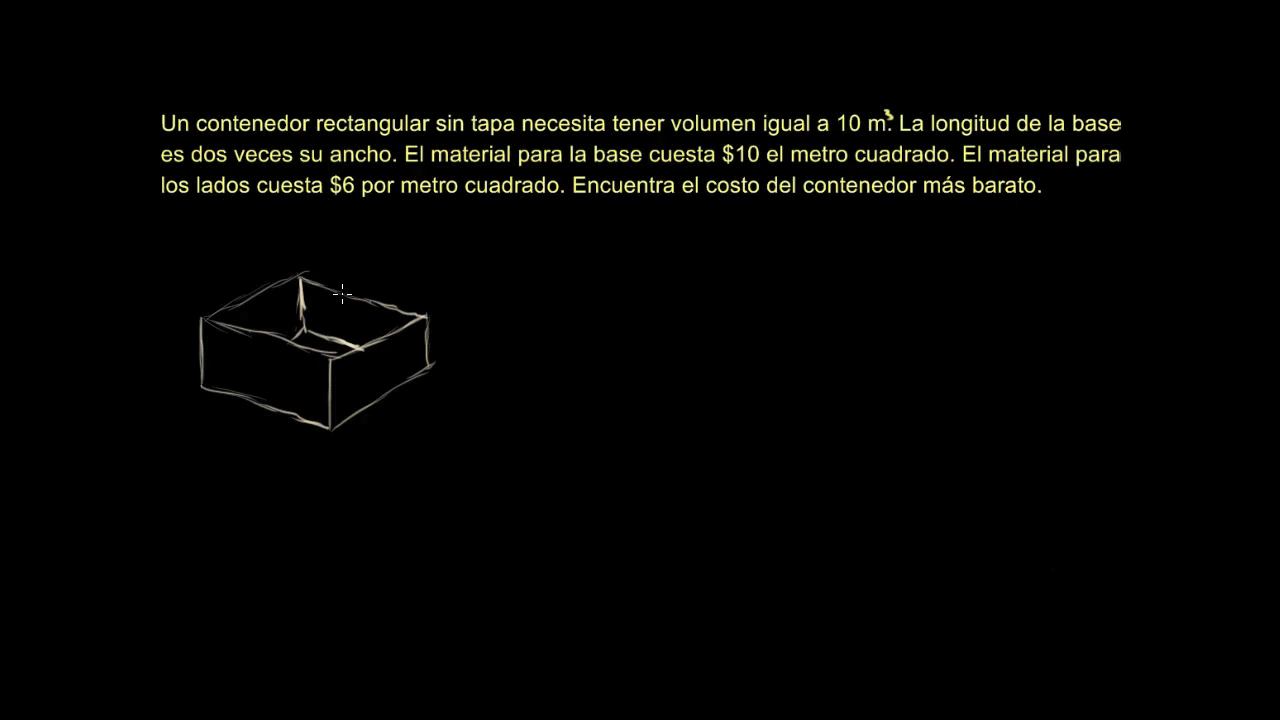 Un contenedor rectangular sin tapa necesita tener volumen igual a 10 m³. La longitud de la base
es dos veces su ancho. El material para la base cuesta $10 el metro cuadrado. El material para
los lados cuesta $6 por metro cuadrado. Encuentra el costo del contenedor más barato.